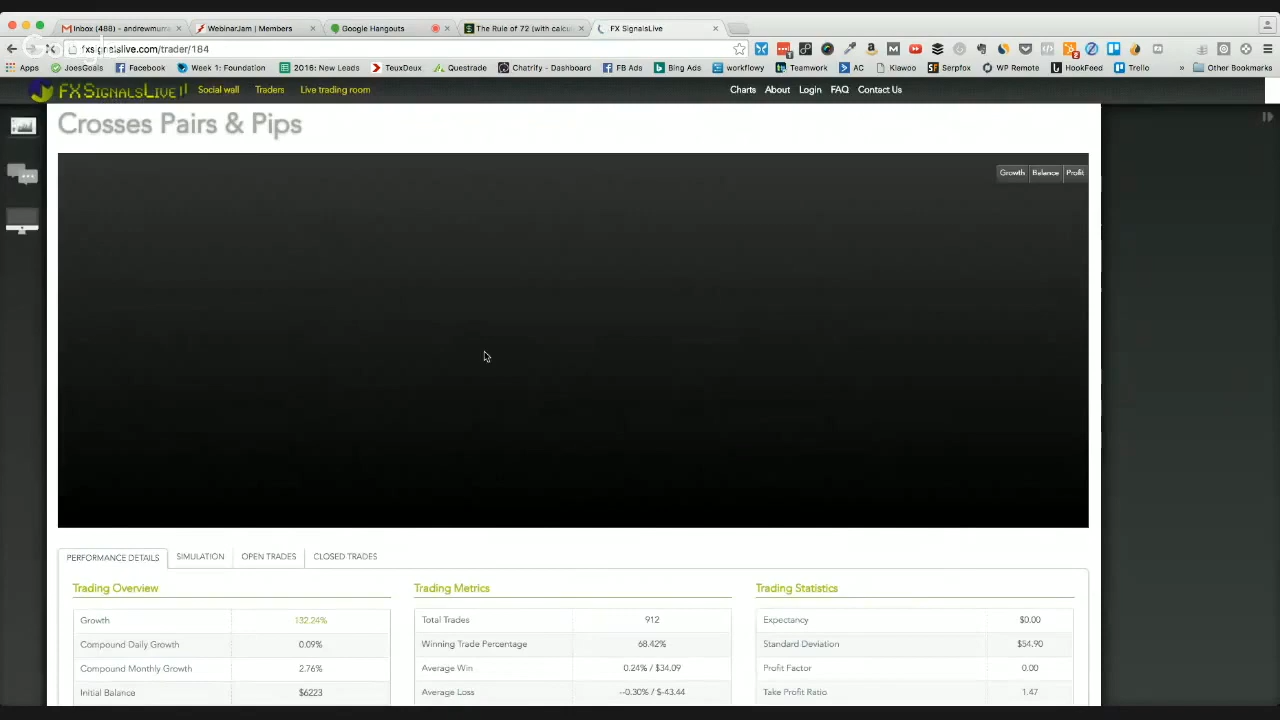 Inbox (488) - andrewmurra
WebinarJam | Members
Google Hangouts
The Rule of 72 (with calcul
FX SignalsLive
fxsignalslive.com/trader/184
Apps
JoesGoals
Facebook
Week 1: Foundation
2016: New Leads
TeuxDeux
Questrade
Chatrify - Dashboard
FB Ads
Bing Ads
workflowy
Teamwork
AC
Klawoo
Serpfox
WP Remote
HookFeed
Trello
»
Other Bookmarks
FXSIGNALSLIVE
Social wall
Traders
Live trading room
Charts
About
Login
FAQ
Contact Us
Crosses Pairs & Pips
Growth
Balance
Profit
PERFORMANCE DETAILS
SIMULATION
OPEN TRADES
CLOSED TRADES
Trading Overview
Growth 132.24%
Compound Daily Growth 0.09%
Compound Monthly Growth 2.76%
Initial Balance $6223
Trading Metrics
Total Trades 912
Winning Trade Percentage 68.42%
Average Win 0.24% / $34.09
Average Loss --0.30% / $-43.44
Trading Statistics
Expectancy $0.00
Standard Deviation $54.90
Profit Factor 0.00
Take Profit Ratio 1.47